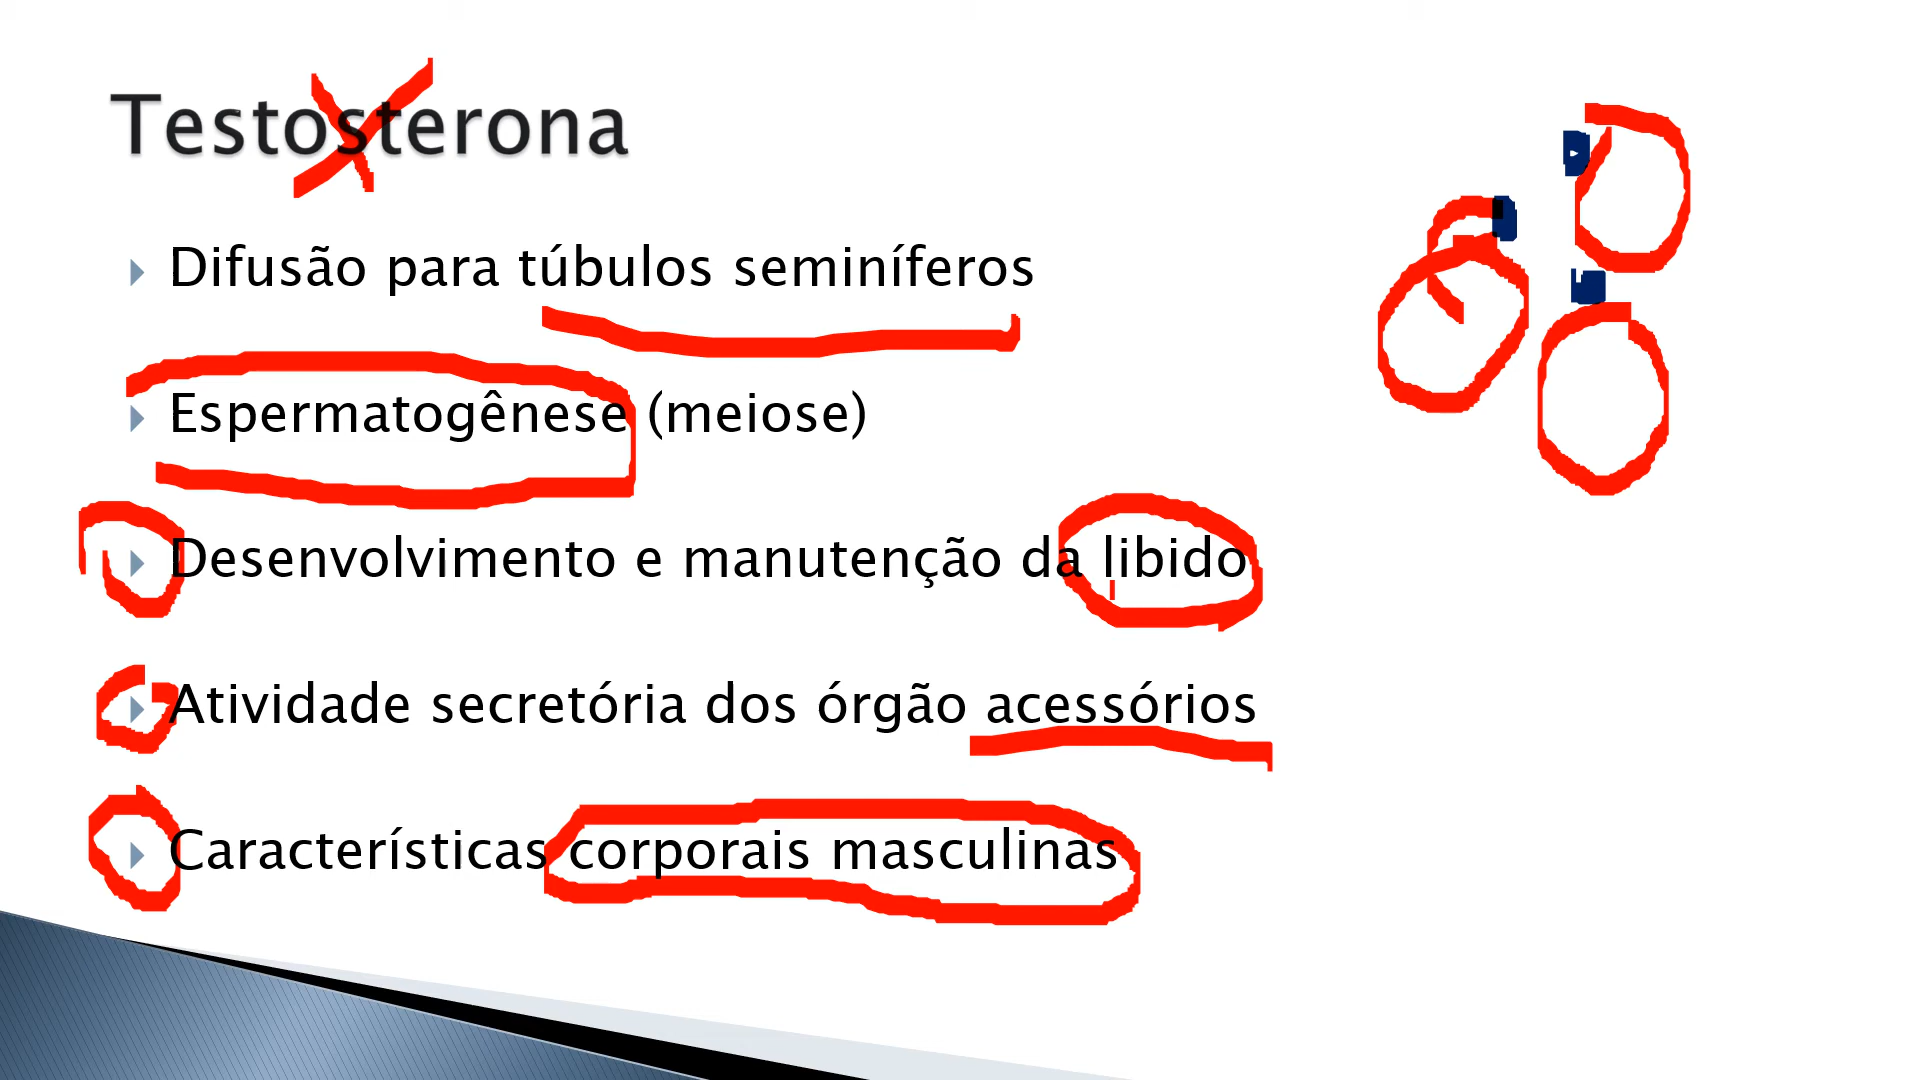 Testosterona
Difusão para túbulos seminíferos
Espermatogênese (meiose)
Desenvolvimento e manutenção da libido
Atividade secretória dos órgão acessórios
Características corporais masculinas